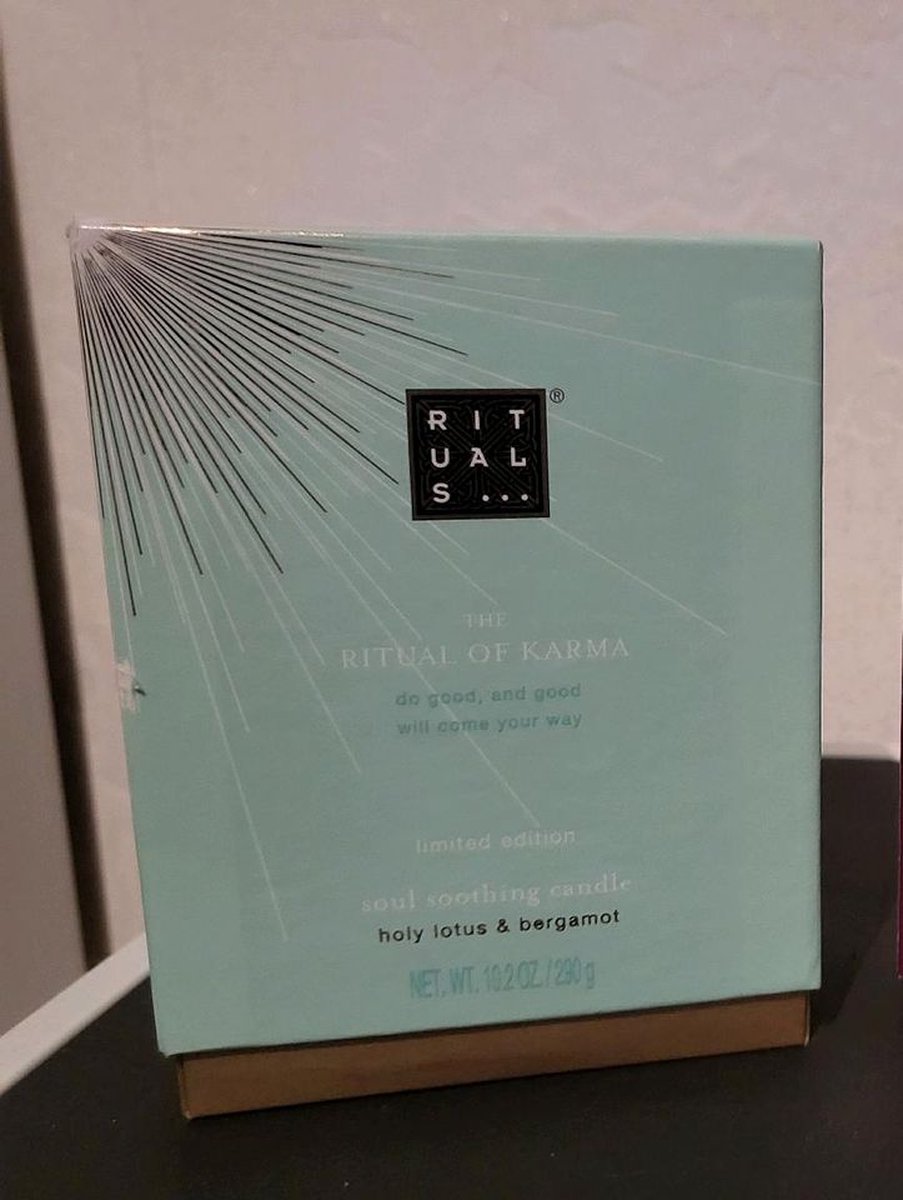 RIT
UAL
S...
®
THE
RITUAL OF KARMA
do good, and good
will come your way
limited edition
soul soothing candle
holy lotus & bergamot
NET. WT. 10.2 OZ. / 290 g